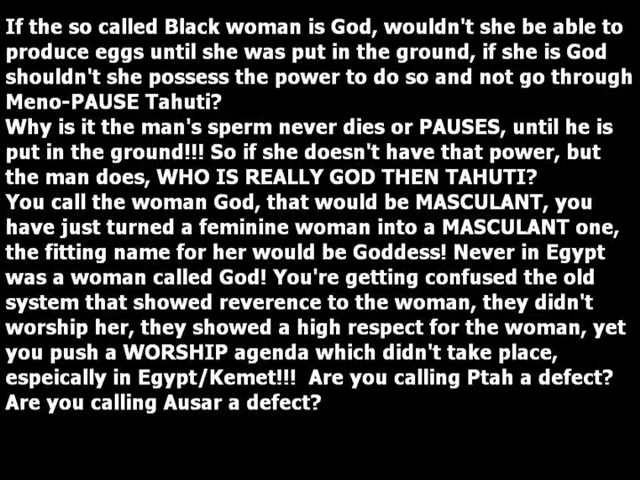 If the so called Black woman is God, wouldn't she be able to
produce eggs until she was put in the ground, if she is God
shouldn't she possess the power to do so and not go through
Meno-PAUSE Tahuti?
Why is it the man's sperm never dies or PAUSES, until he is
put in the ground!!! So if she doesn't have that power, but
the man does, WHO IS REALLY GOD THEN TAHUTI?
You call the woman God, that would be MASCULANT, you
have just turned a feminine woman into a MASCULANT one,
the fitting name for her would be Goddess! Never in Egypt
was a woman called God! You're getting confused the old
system that showed reverence to the woman, they didn't
worship her, they showed a high respect for the woman, yet
you push a WORSHIP agenda which didn't take place,
espeically in Egypt/Kemet!!!  Are you calling Ptah a defect?
Are you calling Ausar a defect?